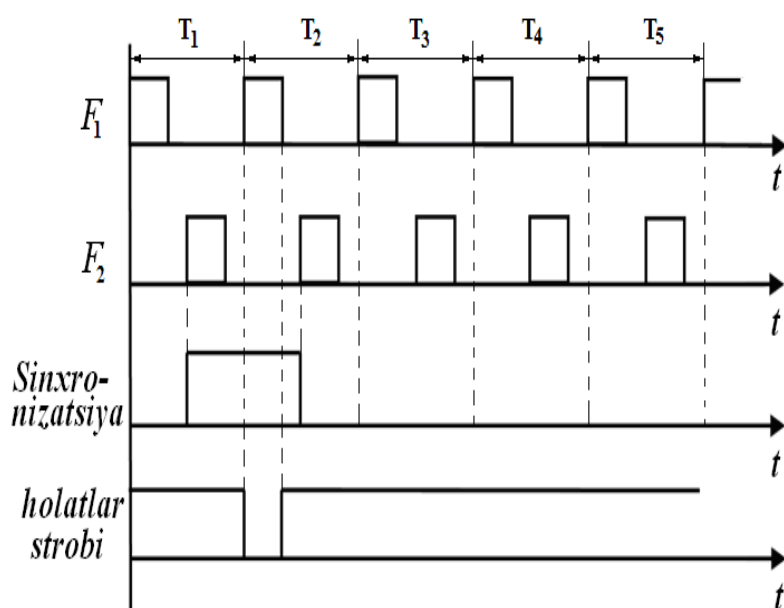 T₁ T₂ T₃ T₄ T₅
F₁
t
F₂
t
Sinxro-
nizatsiya
t
holatlar
strobi
t